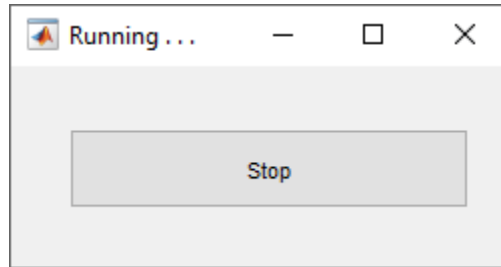 Running . . .
Stop